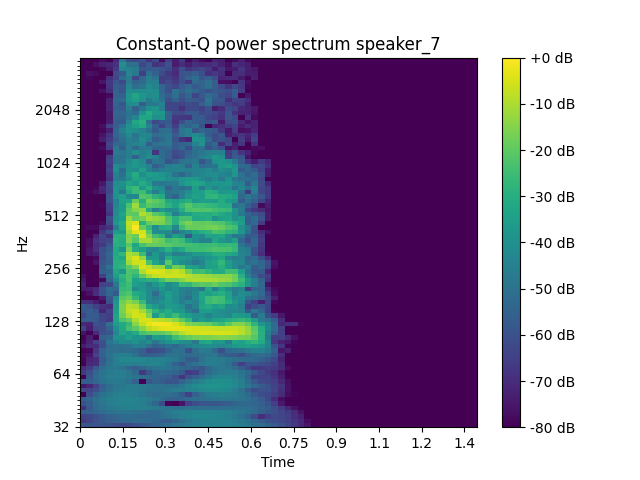 Constant-Q power spectrum speaker_7
+0 dB
-10 dB
-20 dB
-30 dB
-40 dB
-50 dB
-60 dB
-70 dB
-80 dB
Hz
2048
1024
512
256
128
64
32
0 0.15 0.3 0.45 0.6 0.75 0.9 1.1 1.2 1.4
Time